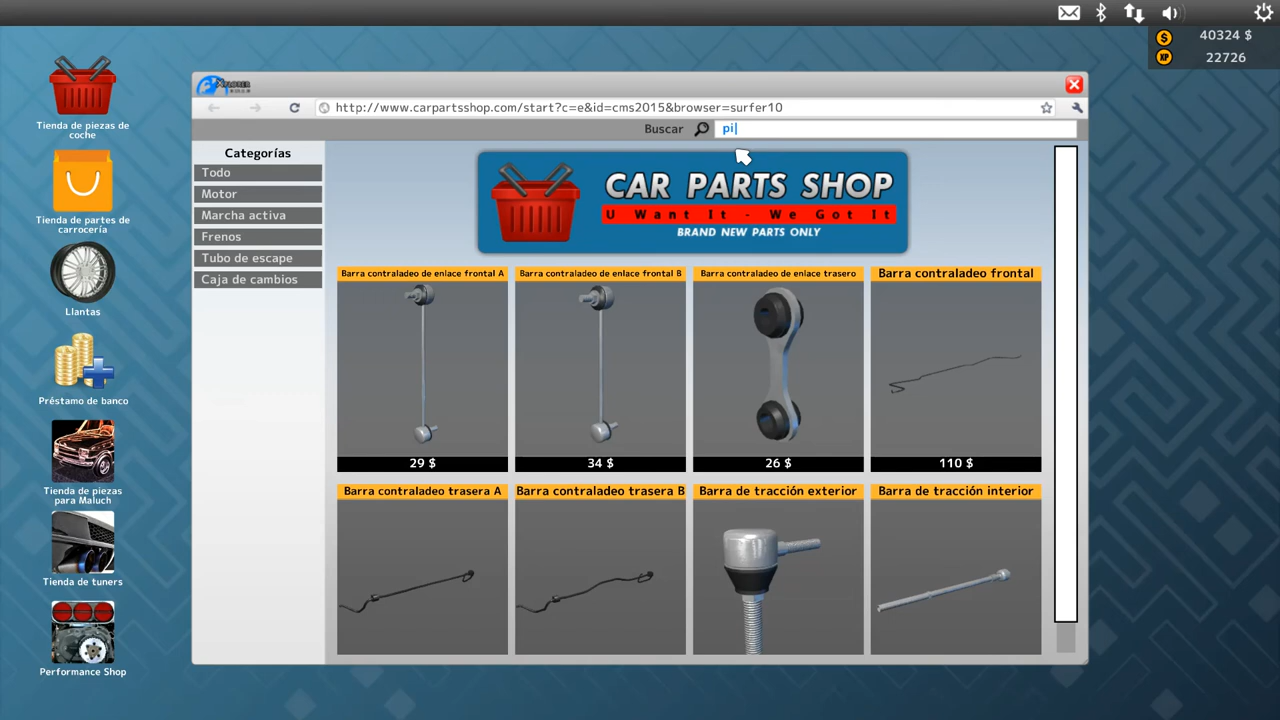 40324 $
22726
Tienda de piezas de
coche
Tienda de partes de
carrocería
Llantas
Préstamo de banco
Tienda de piezas
para Maluch
Tienda de tuners
Performance Shop
http://www.carpartsshop.com/start?c=e&id=cms2015&browser=surfer10
Buscar
pi
Categorías
Todo
Motor
Marcha activa
Frenos
Tubo de escape
Caja de cambios
CAR PARTS SHOP
U Want It - We Got It
BRAND NEW PARTS ONLY
Barra contraladeo de enlace frontal A
29 $
Barra contraladeo de enlace frontal B
34 $
Barra contraladeo de enlace trasero
26 $
Barra contraladeo frontal
110 $
Barra contraladeo trasera A
Barra contraladeo trasera B
Barra de tracción exterior
Barra de tracción interior